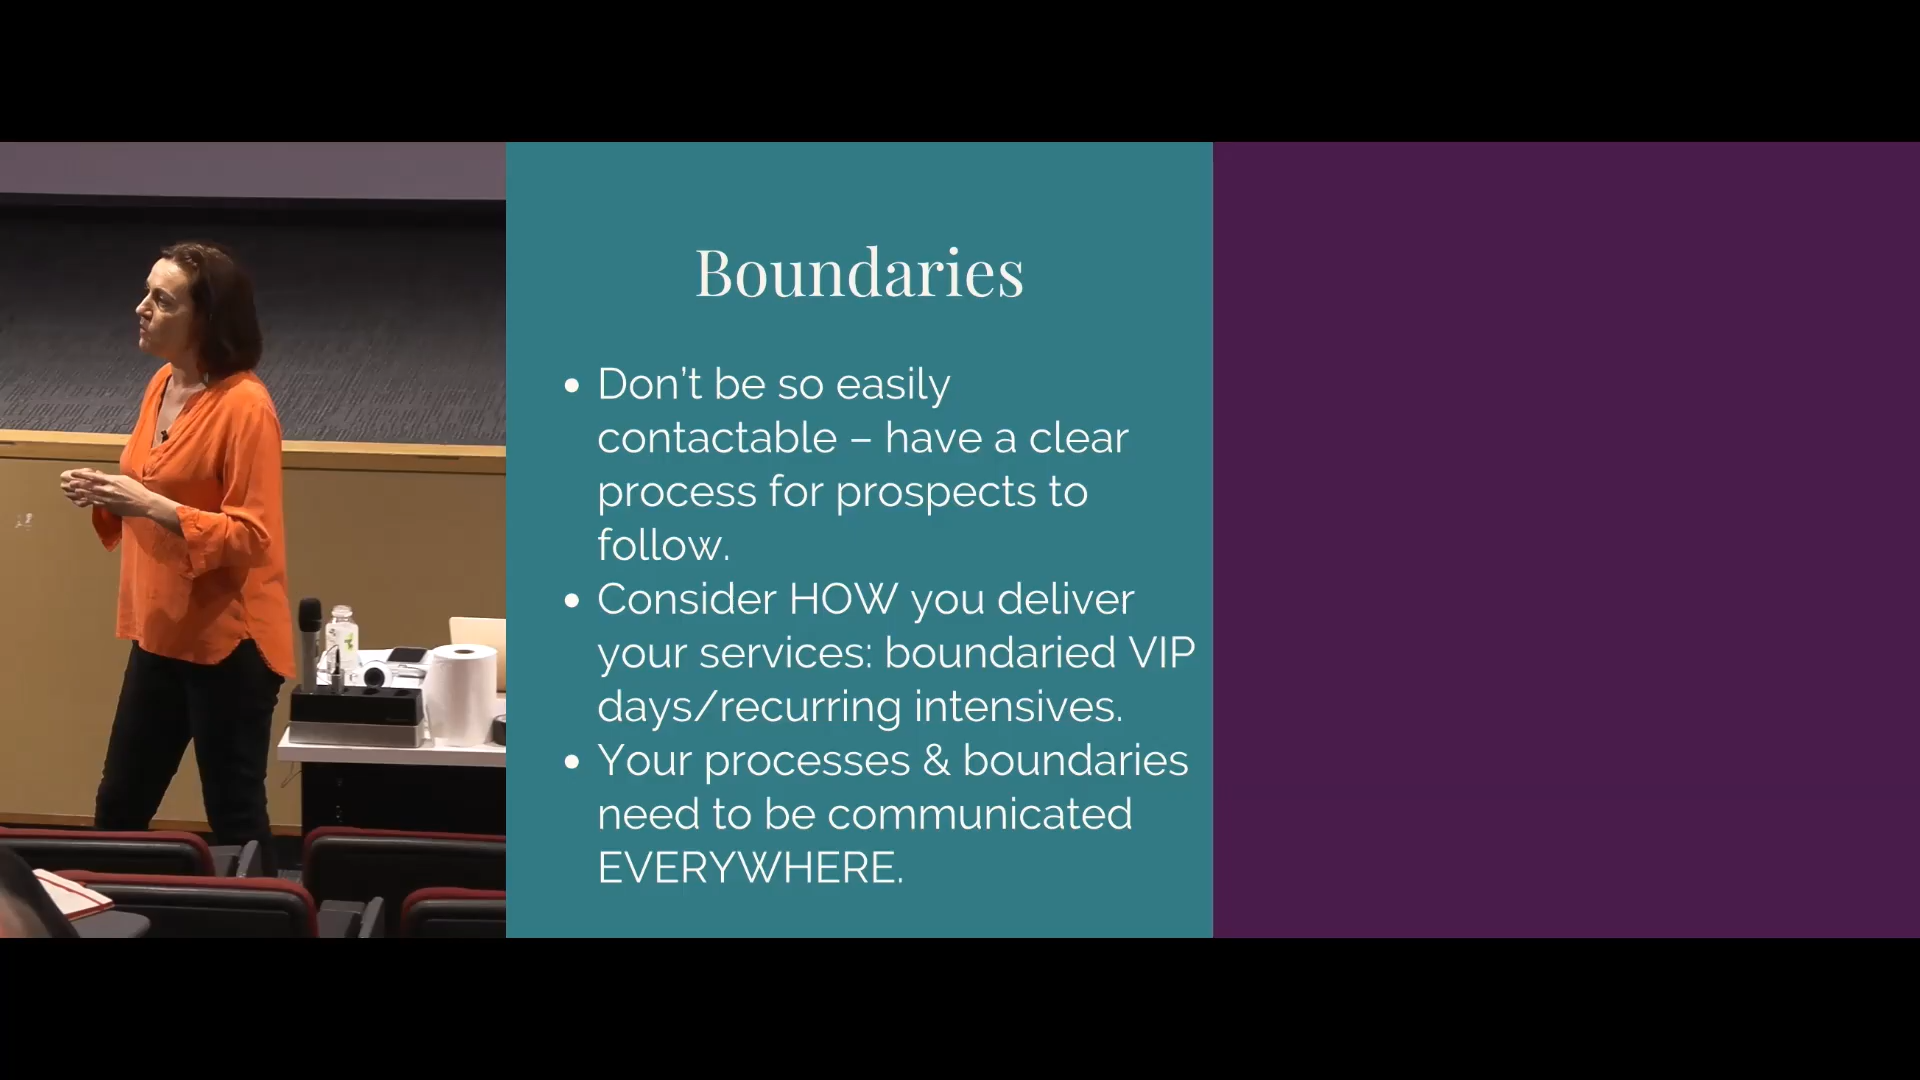 Boundaries
• Don’t be so easily
contactable – have a clear
process for prospects to
follow.
• Consider HOW you deliver
your services: boundaried VIP
days/recurring intensives.
• Your processes & boundaries
need to be communicated
EVERYWHERE.